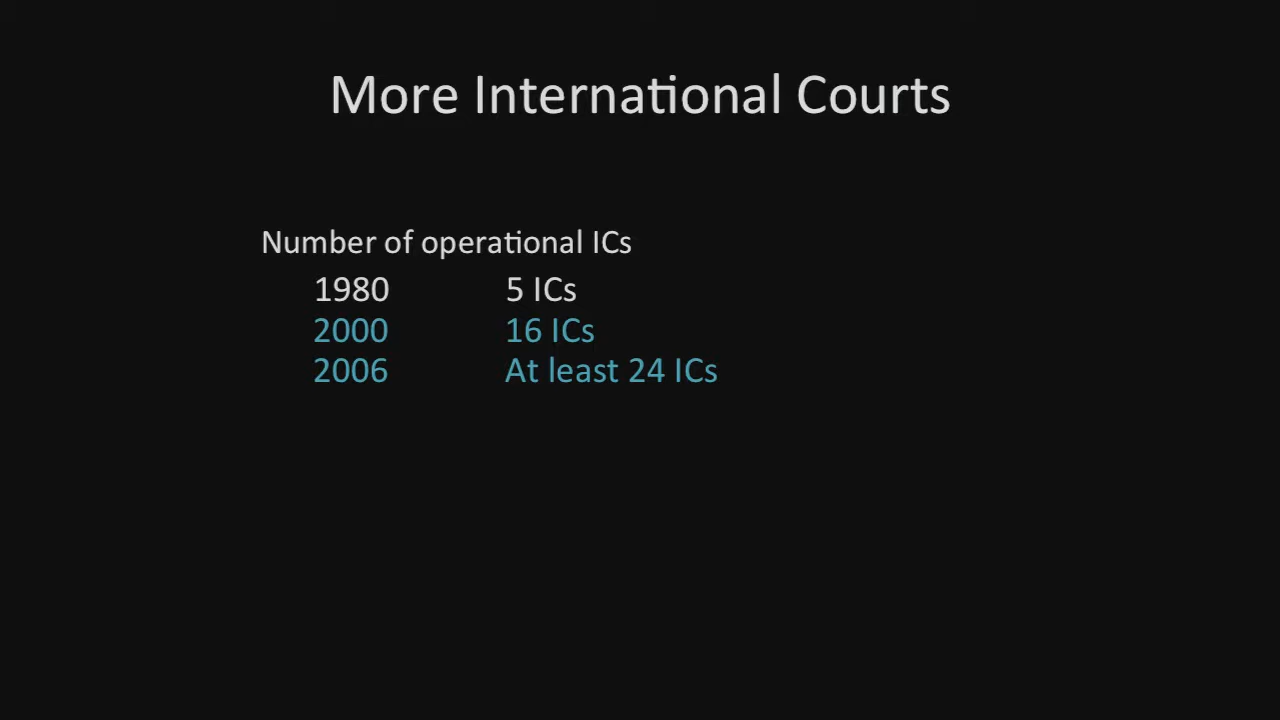 More International Courts
Number of operational ICs
1980 5 ICs
2000 16 ICs
2006 At least 24 ICs